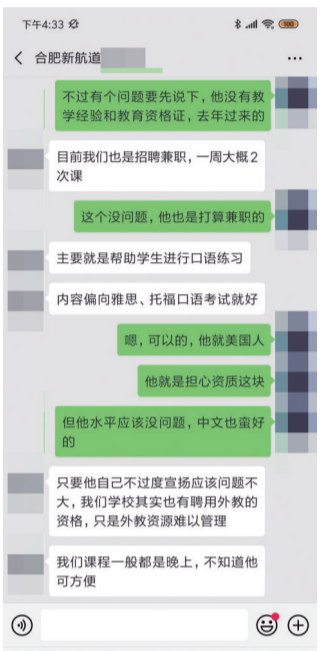 下午4:33
100
合肥新航道
不过有个问题要先说下，他没有教
学经验和教育资格证，去年过来的
目前我们也是招聘兼职，一周大概2
次课
这个没问题，他也是打算兼职的
主要就是帮助学生进行口语练习
内容偏向雅思、托福口语考试就好
嗯，可以的，他就美国人
他就是担心资质这块
但他水平应该没问题，中文也蛮好
的
只要他自己不过度宣扬应该问题不
大，我们学校其实也有聘用外教的
资格，只是外教资源难以管理
我们课程一般都是晚上，不知道他
可方便